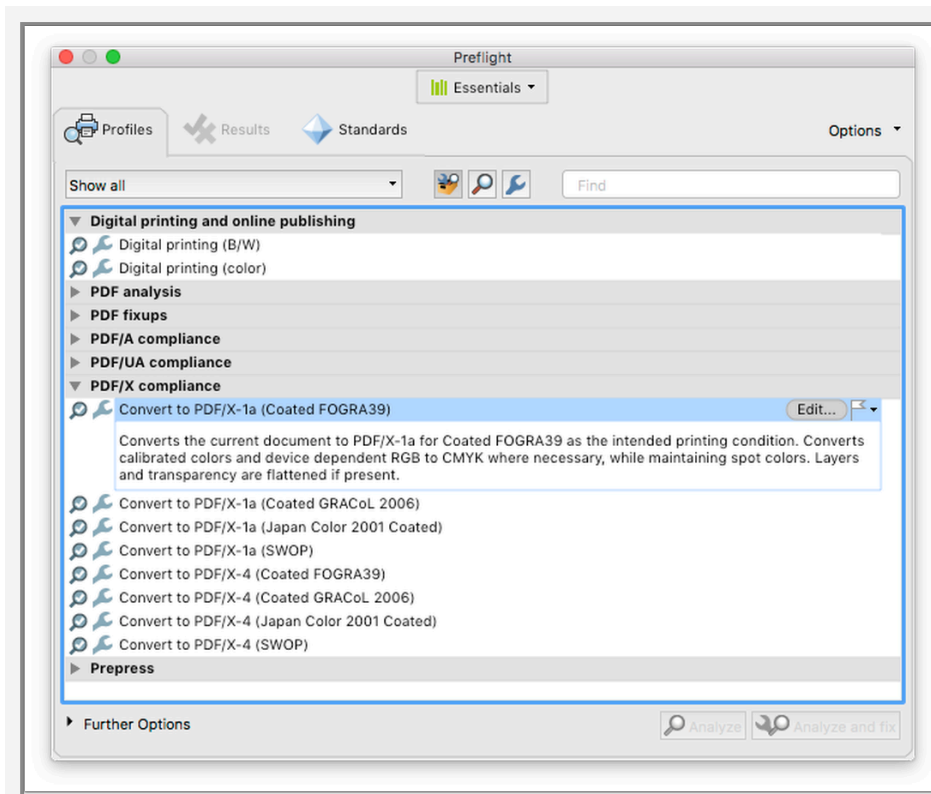 Preflight
Essentials
Profiles
Results
Standards
Options
Show all
Find
Digital printing and online publishing
Digital printing (B/W)
Digital printing (color)
PDF analysis
PDF fixups
PDF/A compliance
PDF/UA compliance
PDF/X compliance
Convert to PDF/X-1a (Coated FOGRA39)
Edit...
Converts the current document to PDF/X-1a for Coated FOGRA39 as the intended printing condition. Converts
calibrated colors and device dependent RGB to CMYK where necessary, while maintaining spot colors. Layers
and transparency are flattened if present.
Convert to PDF/X-1a (Coated GRACoL 2006)
Convert to PDF/X-1a (Japan Color 2001 Coated)
Convert to PDF/X-1a (SWOP)
Convert to PDF/X-4 (Coated FOGRA39)
Convert to PDF/X-4 (Coated GRACoL 2006)
Convert to PDF/X-4 (Japan Color 2001 Coated)
Convert to PDF/X-4 (SWOP)
Prepress
Further Options
Analyze
Analyze and fix